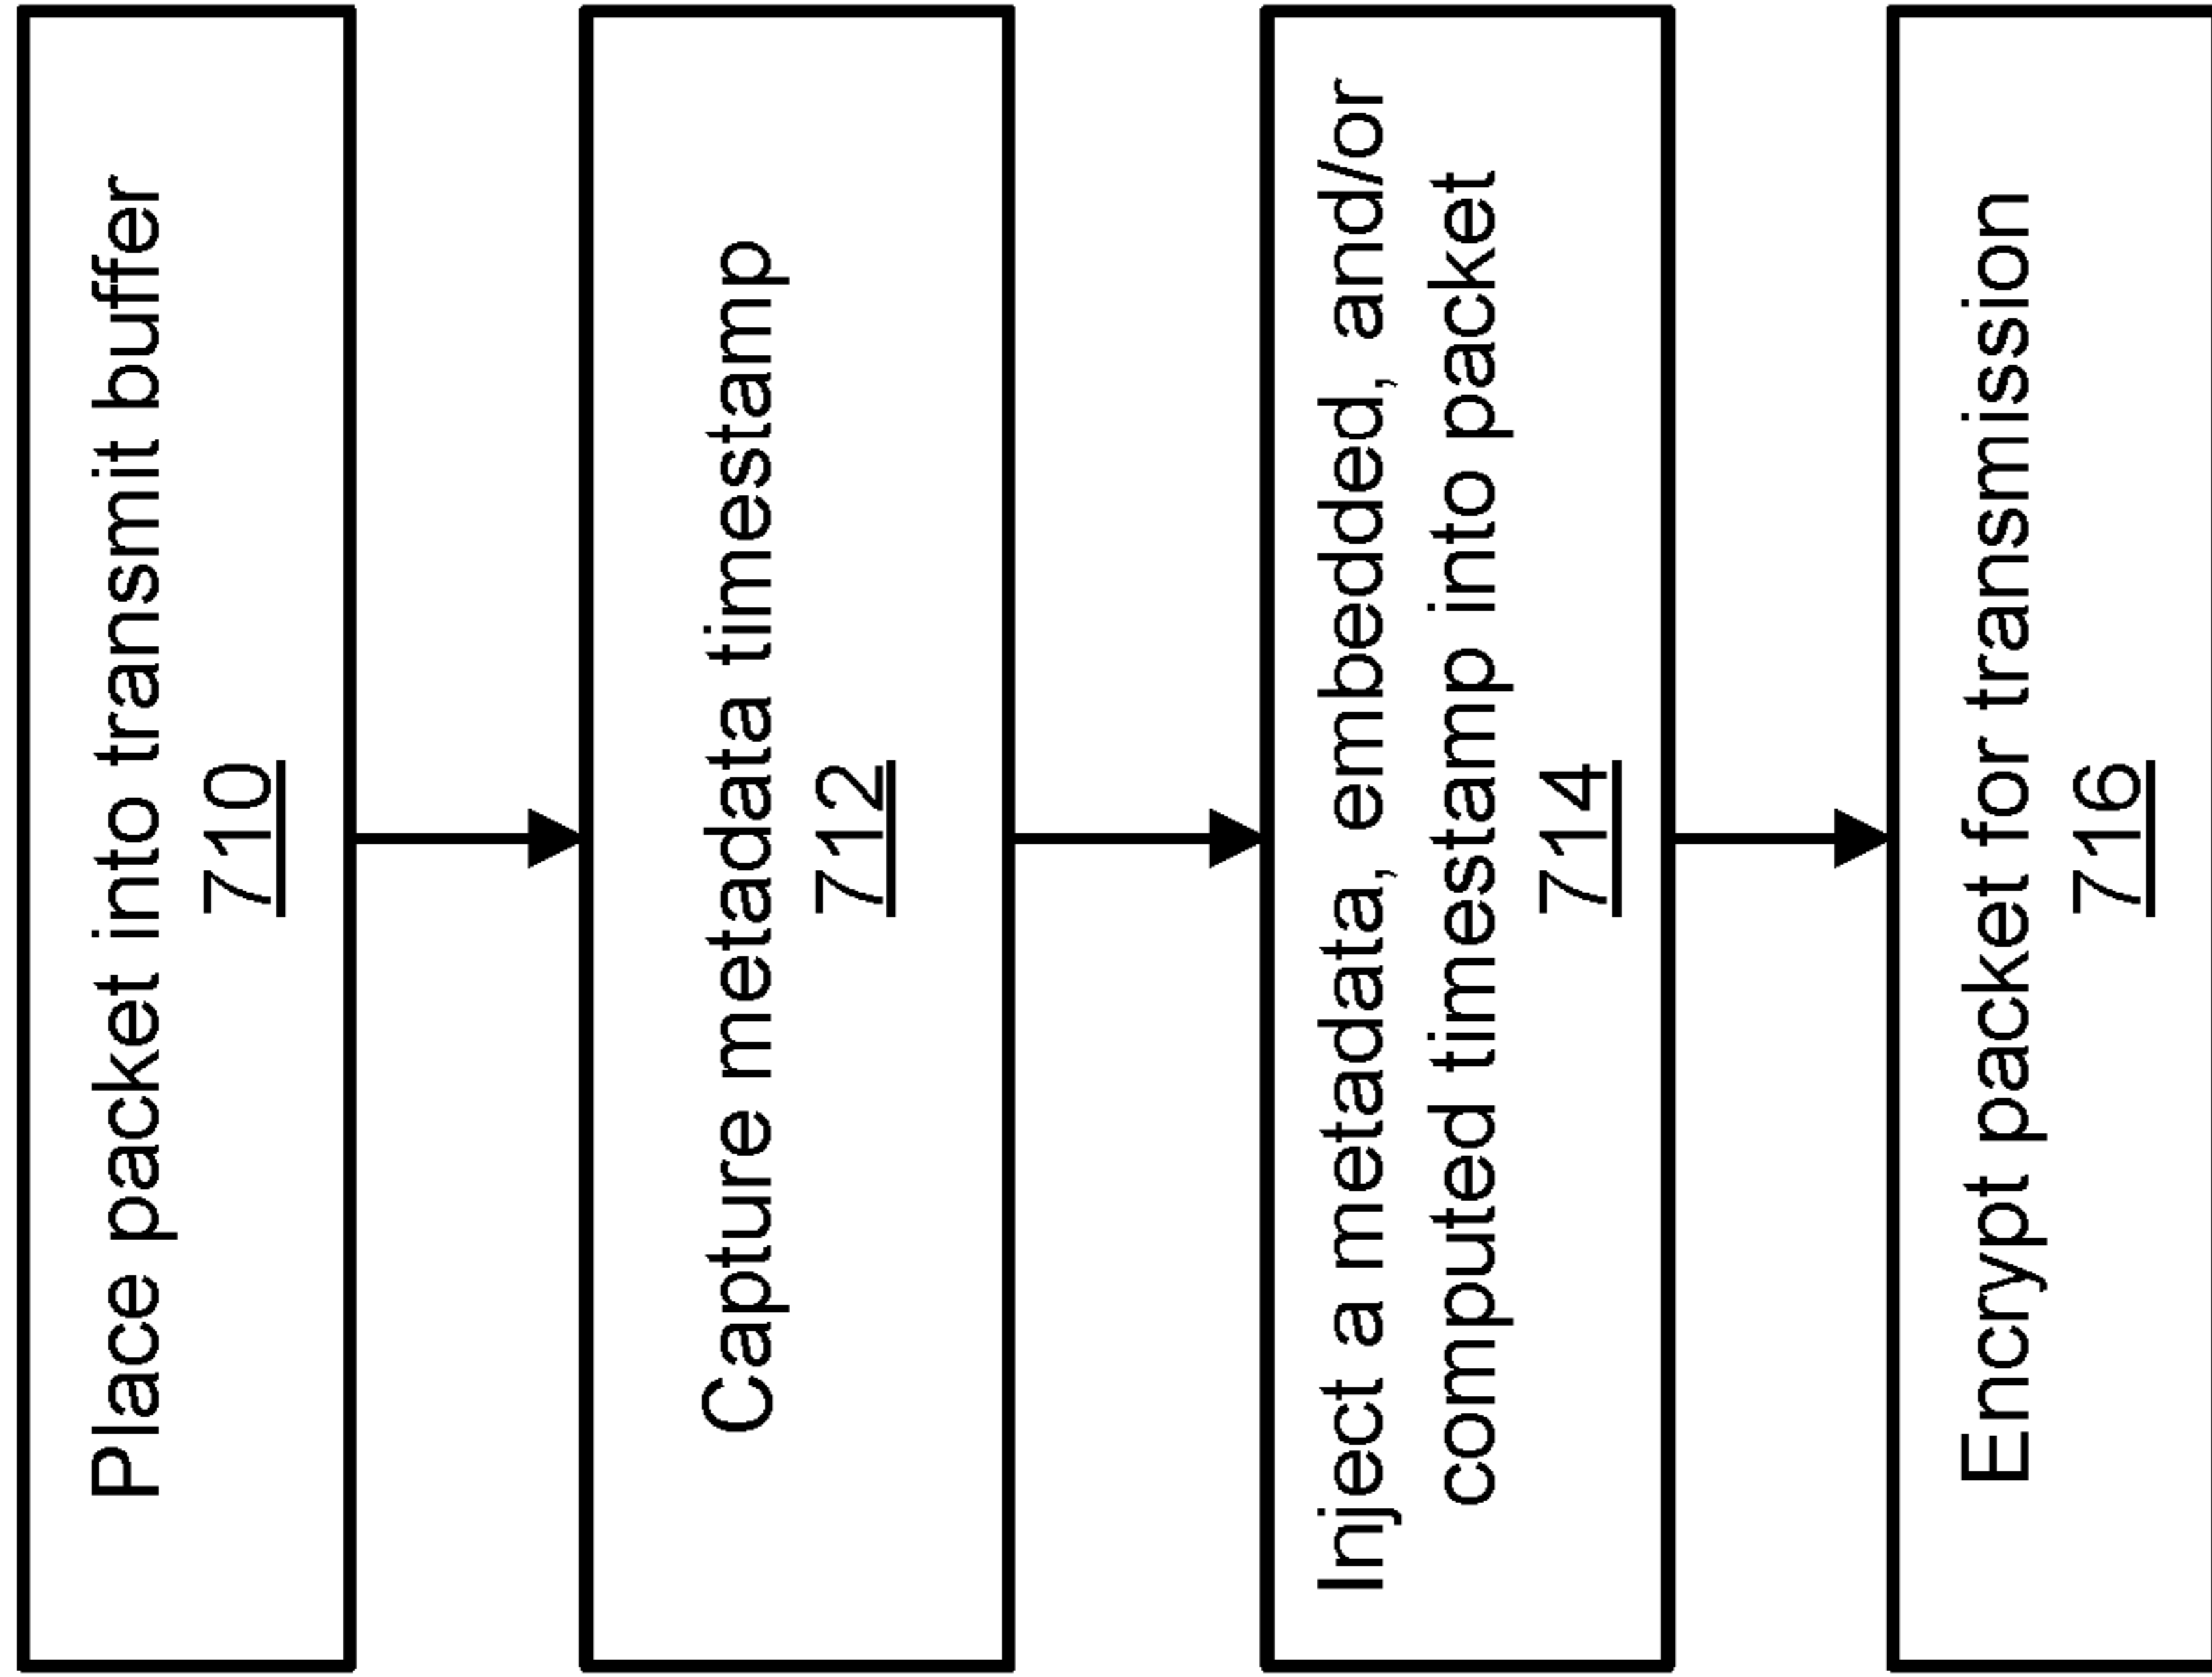 Place packet into transmit buffer
710
Capture metadata timestamp
712
Inject a metadata, embedded, and/or
computed timestamp into packet
714
Encrypt packet for transmission
716